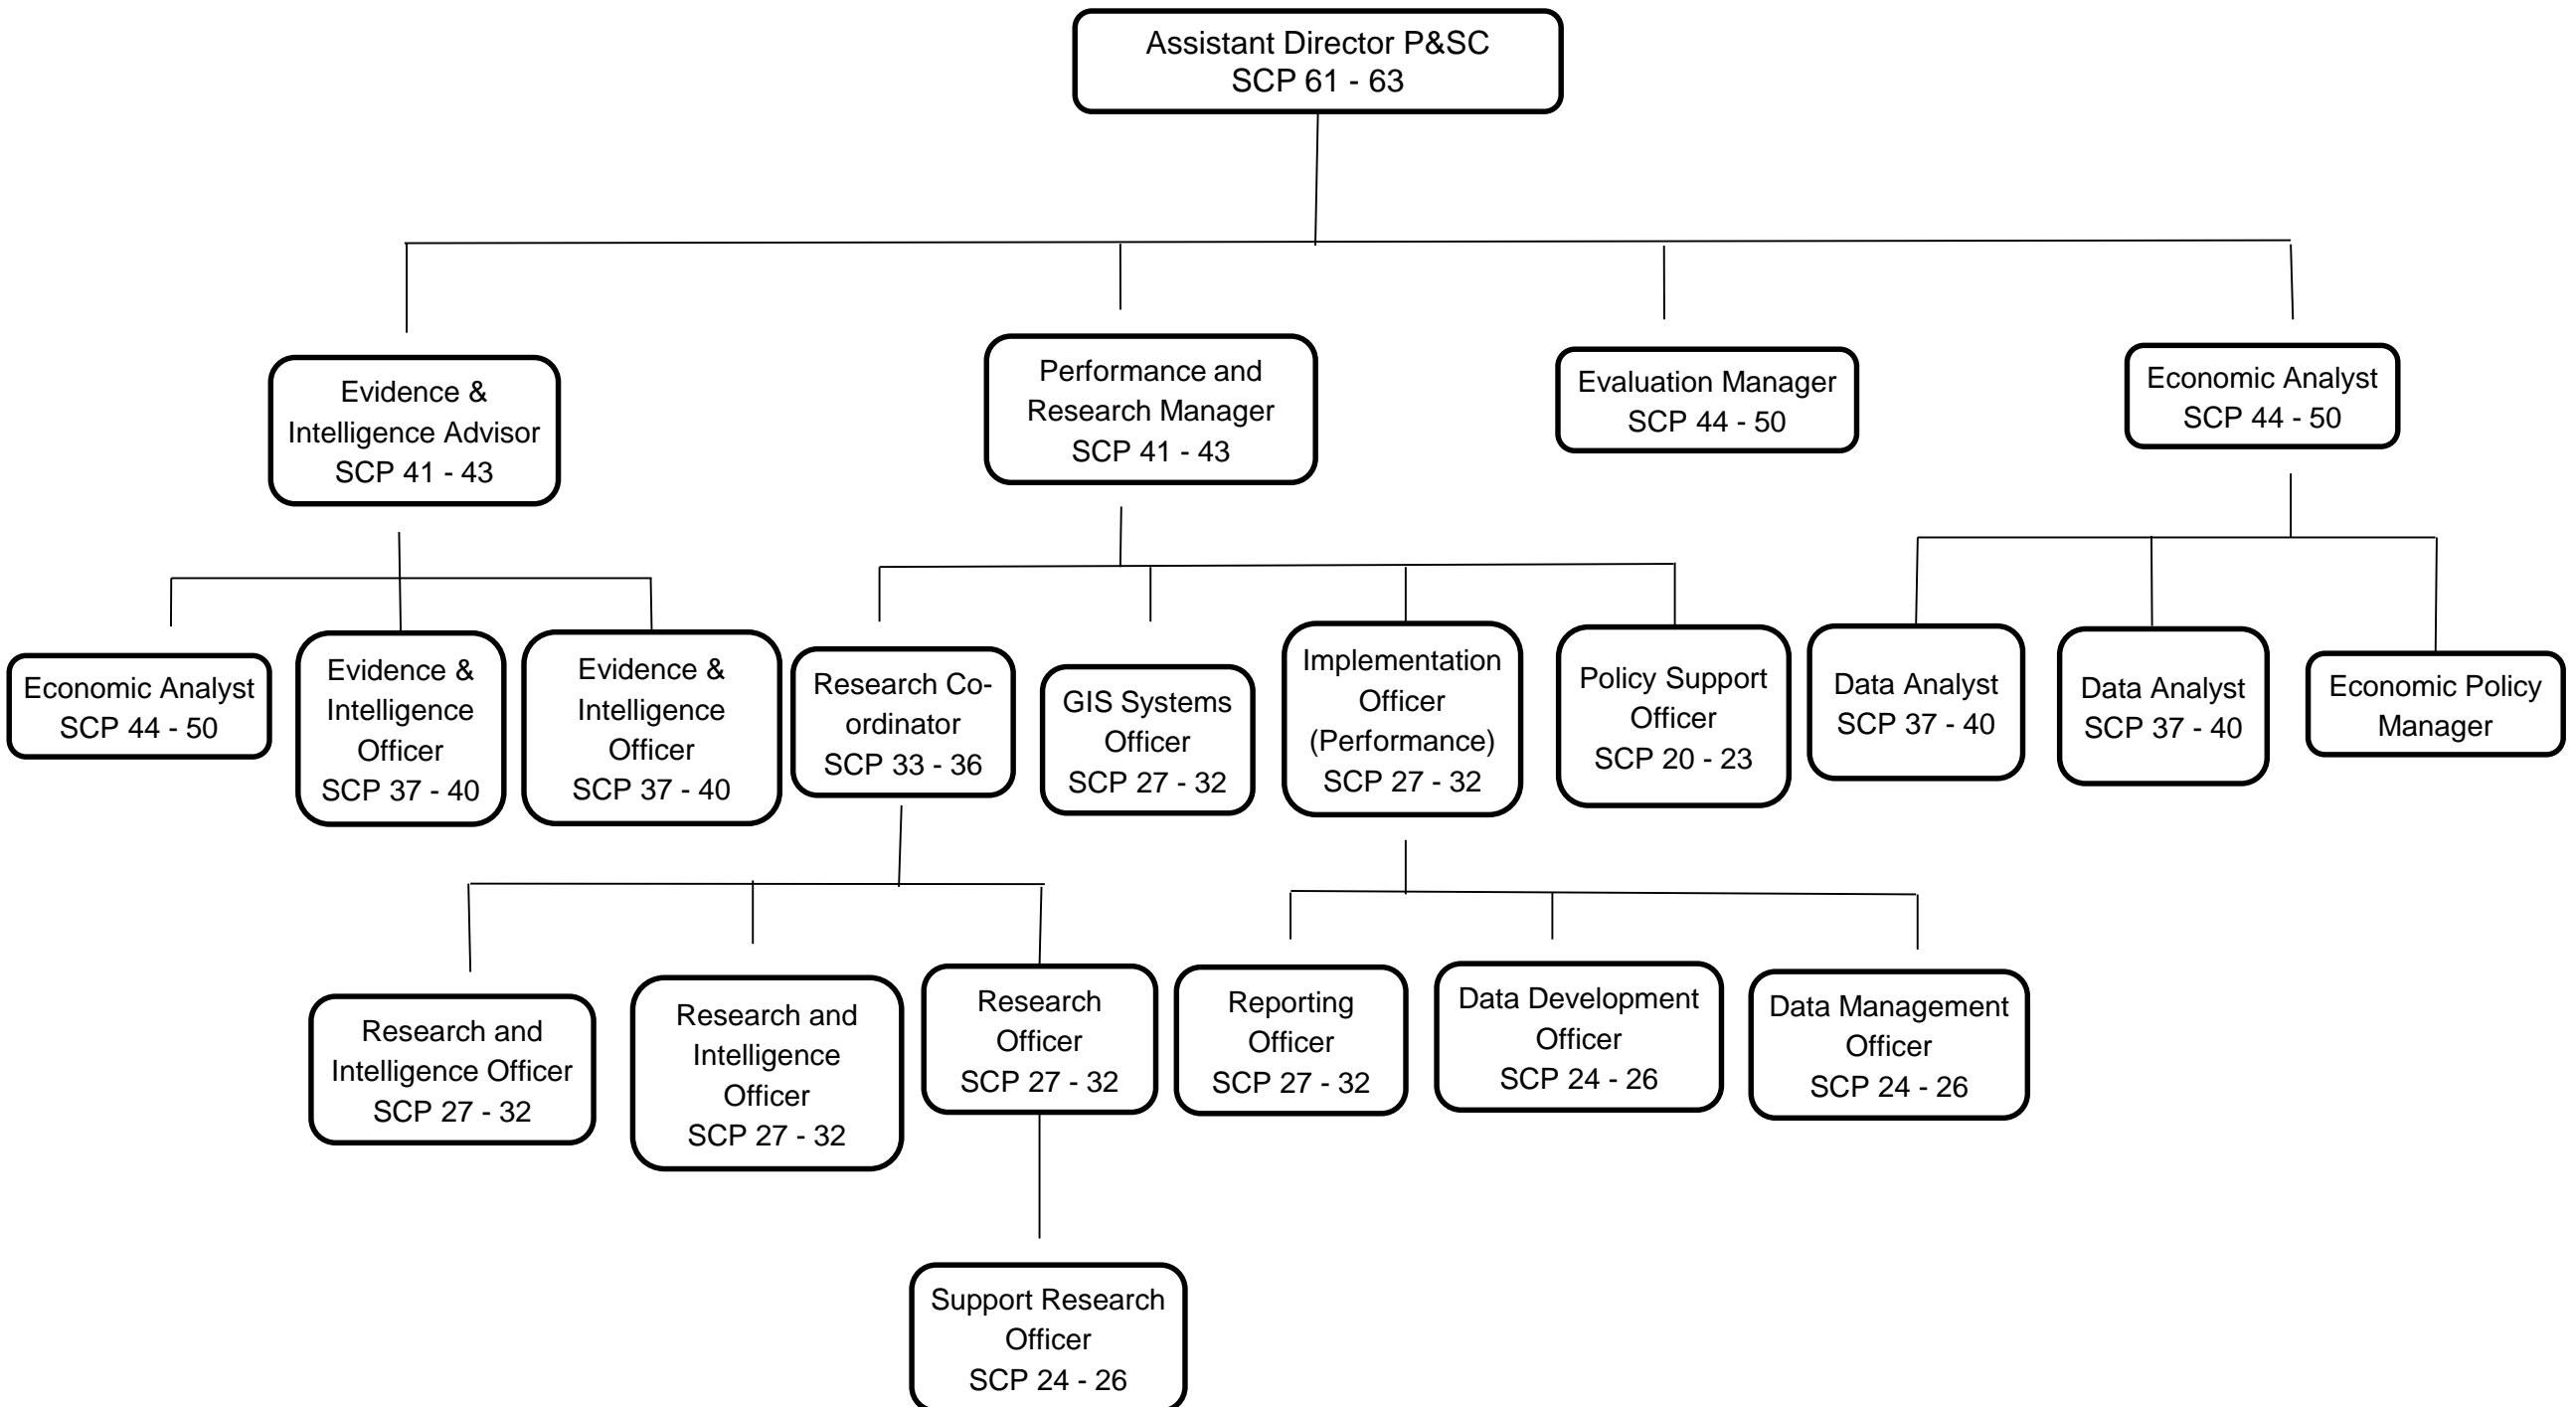 Assistant Director P&SC
SCP 61 - 63
Evidence &
Intelligence Advisor
SCP 41 - 43
Performance and
Research Manager
SCP 41 - 43
Evaluation Manager
SCP 44 - 50
Economic Analyst
SCP 44 - 50
Economic Analyst
SCP 44 - 50
Evidence &
Intelligence
Officer
SCP 37 - 40
Evidence &
Intelligence
Officer
SCP 37 - 40
Research Co-
ordinator
SCP 33 - 36
GIS Systems
Officer
SCP 27 - 32
Implementation
Officer
(Performance)
SCP 27 - 32
Policy Support
Officer
SCP 20 - 23
Data Analyst
SCP 37 - 40
Data Analyst
SCP 37 - 40
Economic Policy
Manager
Research and
Intelligence Officer
SCP 27 - 32
Research and
Intelligence
Officer
SCP 27 - 32
Research
Officer
SCP 27 - 32
Reporting
Officer
SCP 27 - 32
Data Development
Officer
SCP 24 - 26
Data Management
Officer
SCP 24 - 26
Support Research
Officer
SCP 24 - 26